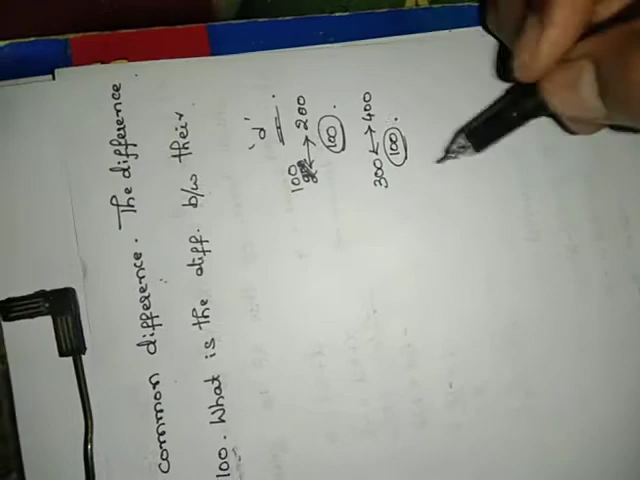 common difference. The difference
100. What is the diff. b/w their
'd'
100 ↔ 200
100.
300 ↔ 400
100.